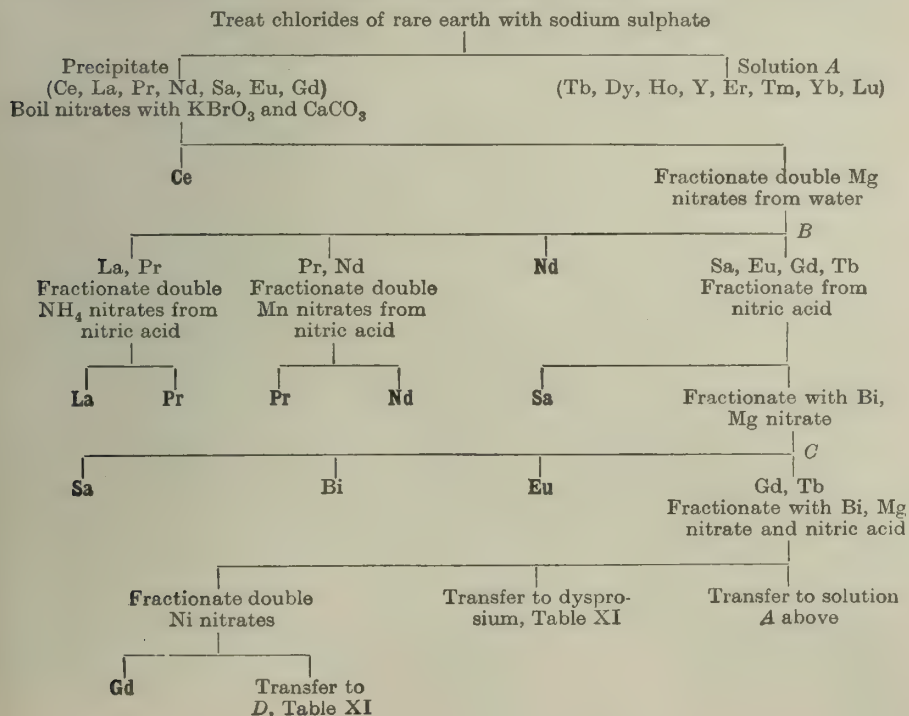 Treat chlorides of rare earth with sodium sulphate
Precipitate
(Ce, La, Pr, Nd, Sa, Eu, Gd)
Boil nitrates with KBrO₃ and CaCO₃
Solution A
(Tb, Dy, Ho, Y, Er, Tm, Yb, Lu)
Ce
Fractionate double Mg
nitrates from water
B
La, Pr
Fractionate double
NH₄ nitrates from
nitric acid
Pr, Nd
Fractionate double
Mn nitrates from
nitric acid
Nd
Sa, Eu, Gd, Tb
Fractionate from
nitric acid
La
Pr
Pr
Nd
Sa
Fractionate with Bi,
Mg nitrate
C
Sa
Bi
Eu
Gd, Tb
Fractionate with Bi, Mg
nitrate and nitric acid
Fractionate double
Ni nitrates
Transfer to dyspro-
sium, Table XI
Transfer to solution
A above
Gd
Transfer to
D, Table XI